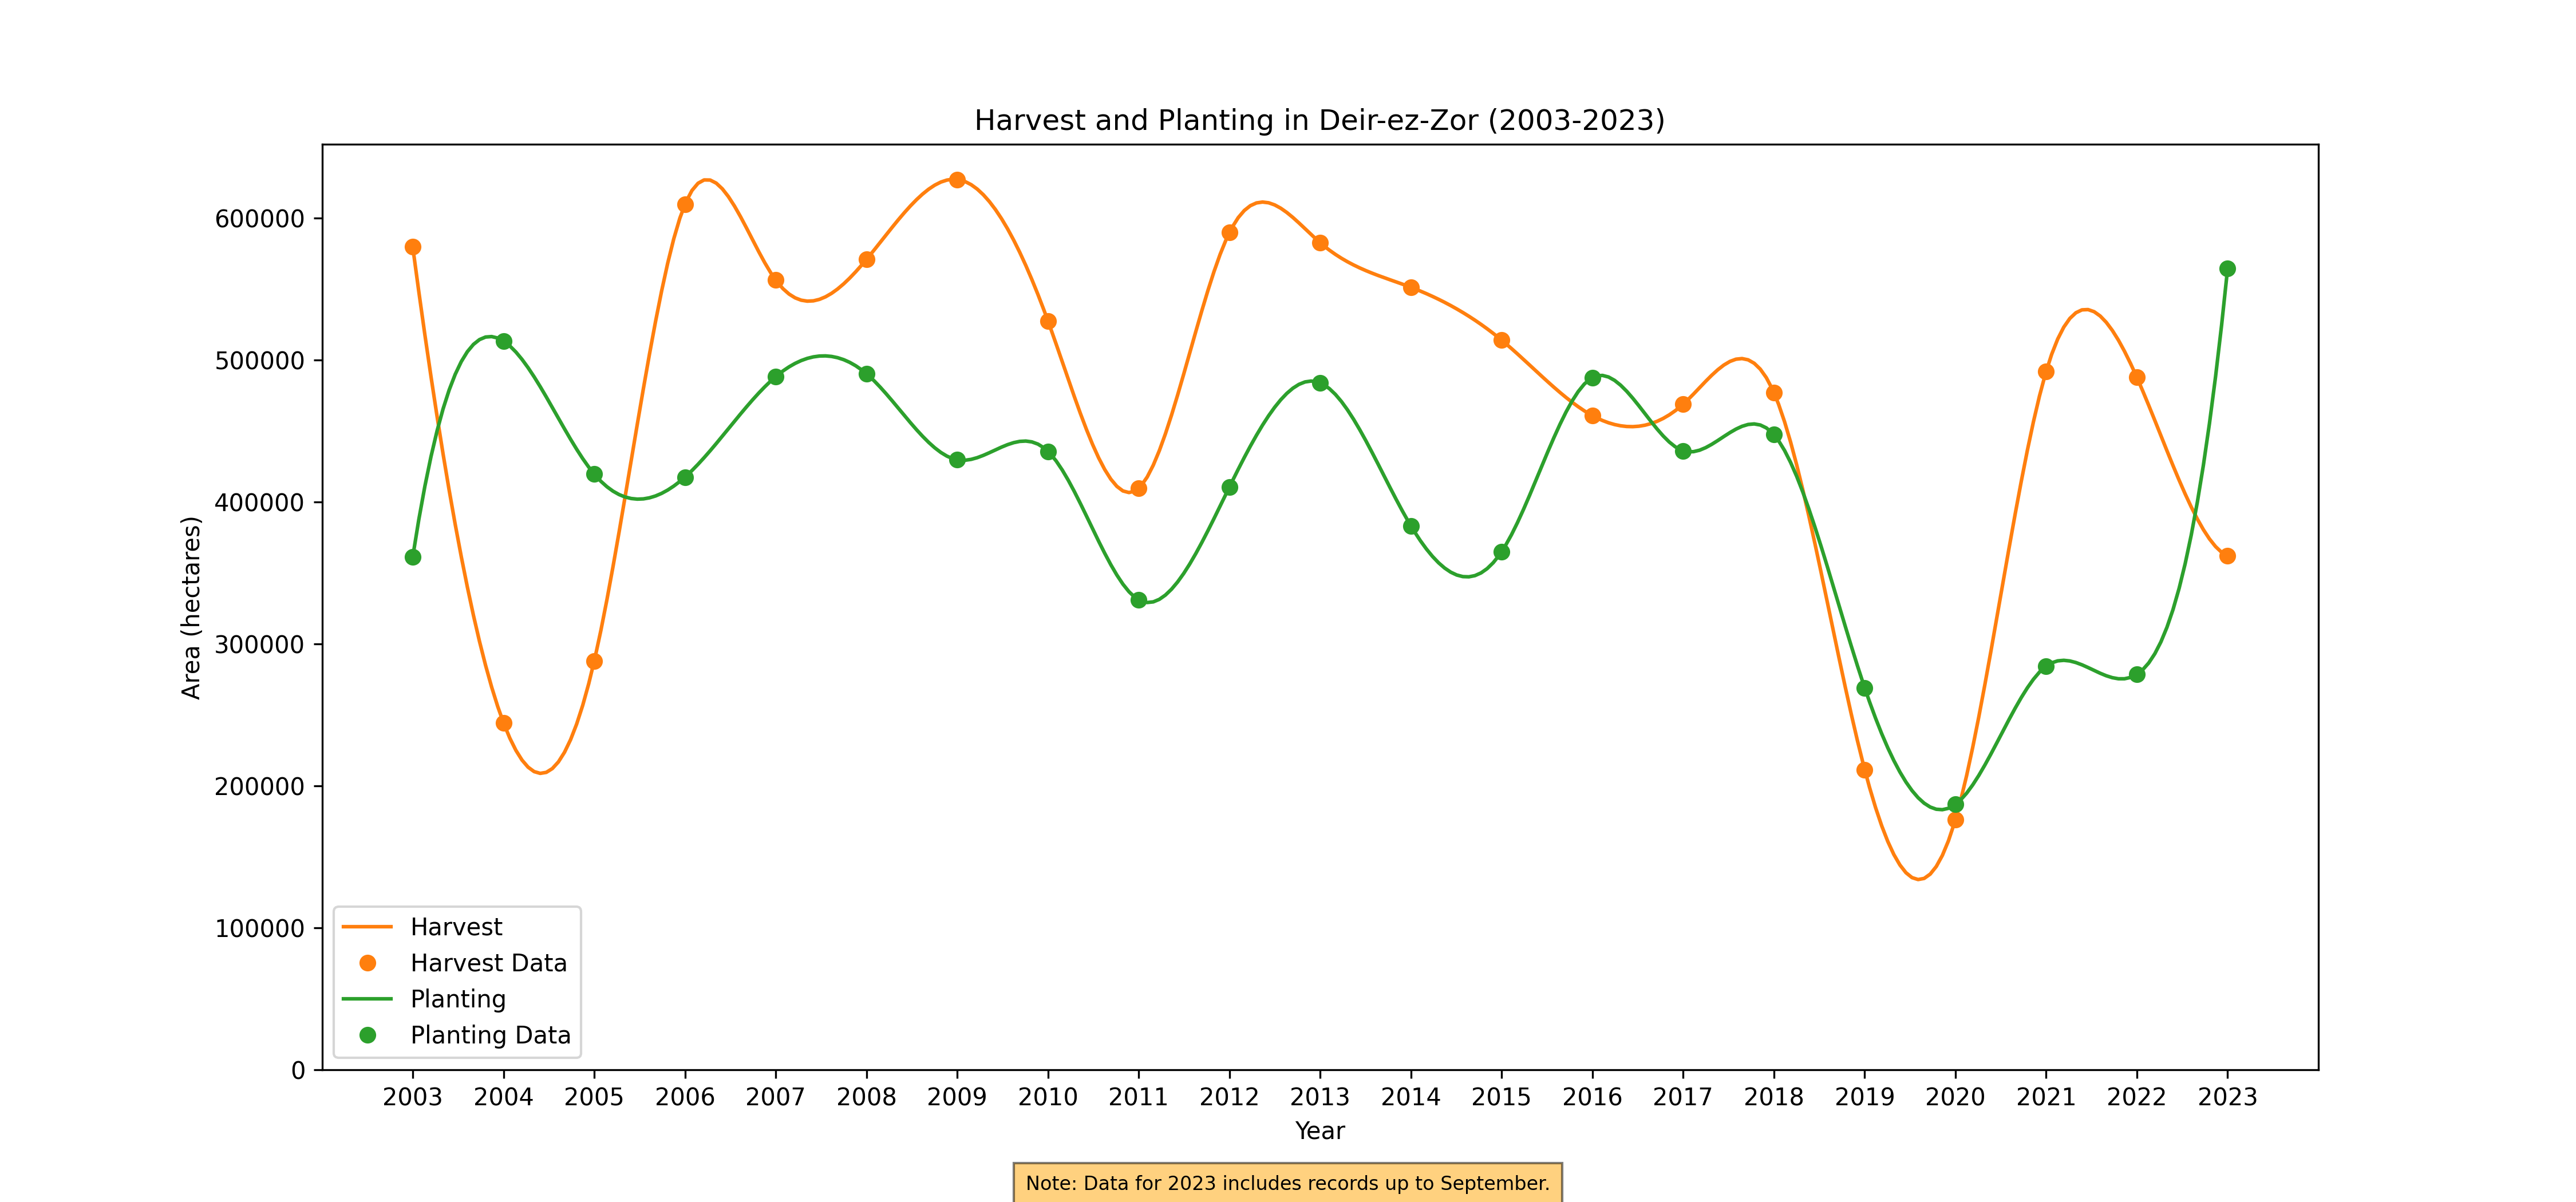 Harvest and Planting in Deir-ez-Zor (2003-2023)
Area (hectares)
600000
500000
400000
300000
200000
100000
0
Harvest
Harvest Data
Planting
Planting Data
2003 2004 2005 2006 2007 2008 2009 2010 2011 2012 2013 2014 2015 2016 2017 2018 2019 2020 2021 2022 2023
Year
Note: Data for 2023 includes records up to September.